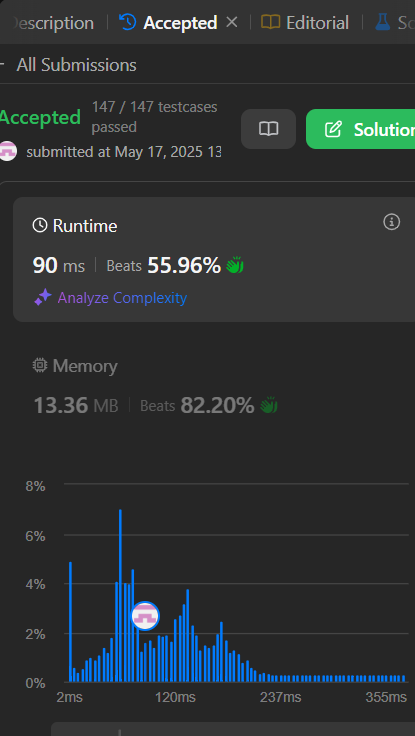 escription
Accepted
Editorial
So
All Submissions
Accepted
147 / 147 testcases
passed
submitted at May 17, 2025 13
Solution
Runtime
90 ms
Beats 55.96%
Analyze Complexity
Memory
13.36 MB
Beats 82.20%
8%
6%
4%
2%
0%
2ms
120ms
237ms
355ms